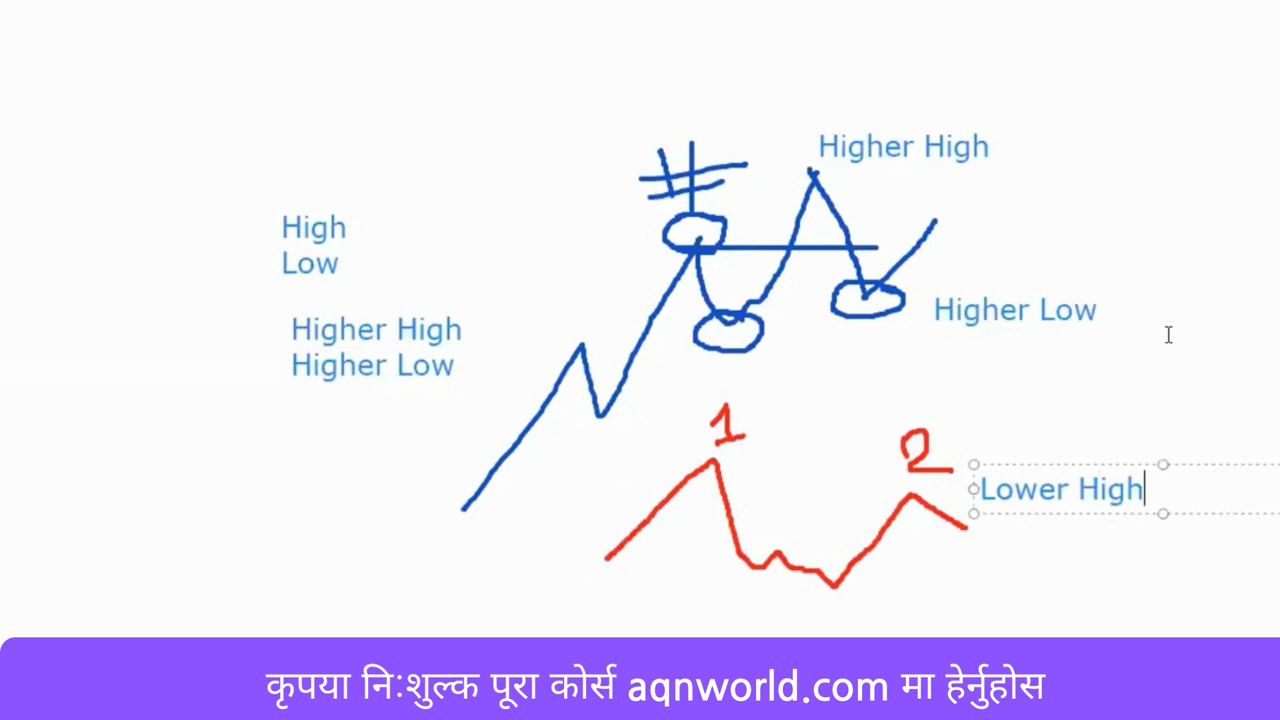 Higher High
High
Low
Higher High
Higher Low
Higher Low
1
2
Lower High
कृपया नि:शुल्क पूरा कोर्स aqnworld.com मा हेर्नुहोस